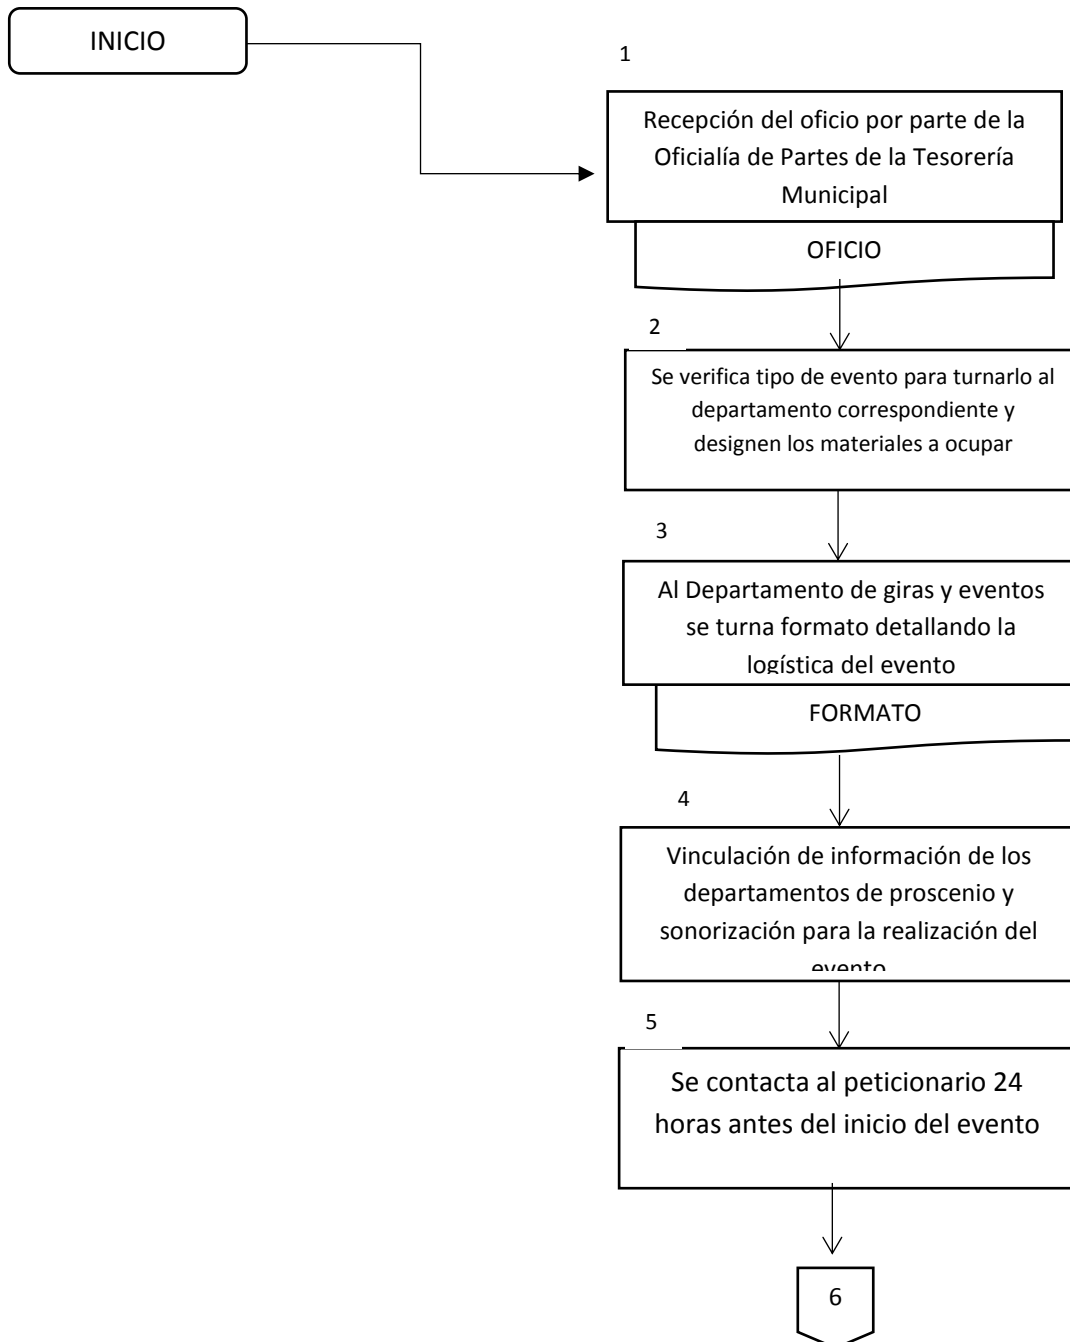 INICIO
1
Recepción del oficio por parte de la
Oficialía de Partes de la Tesorería
Municipal
OFICIO
2
Se verifica tipo de evento para turnarlo al
departamento correspondiente y
designen los materiales a ocupar
3
Al Departamento de giras y eventos
se turna formato detallando la
logística del evento
FORMATO
4
Vinculación de información de los
departamentos de proscenio y
sonorización para la realización del
evento
5
Se contacta al peticionario 24
horas antes del inicio del evento
6